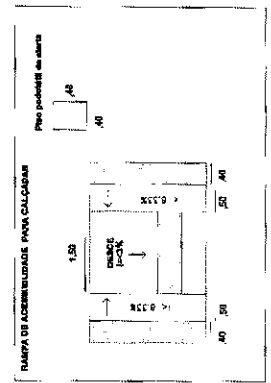 RAMPA DE ACESSIBILIDADE PARA CALÇADAS
Piso podotátil de alerta
,40
,40
1,50
DESCE
i=<3%
i< 8.33%
< 8.33%
,40
,50
,50
,40